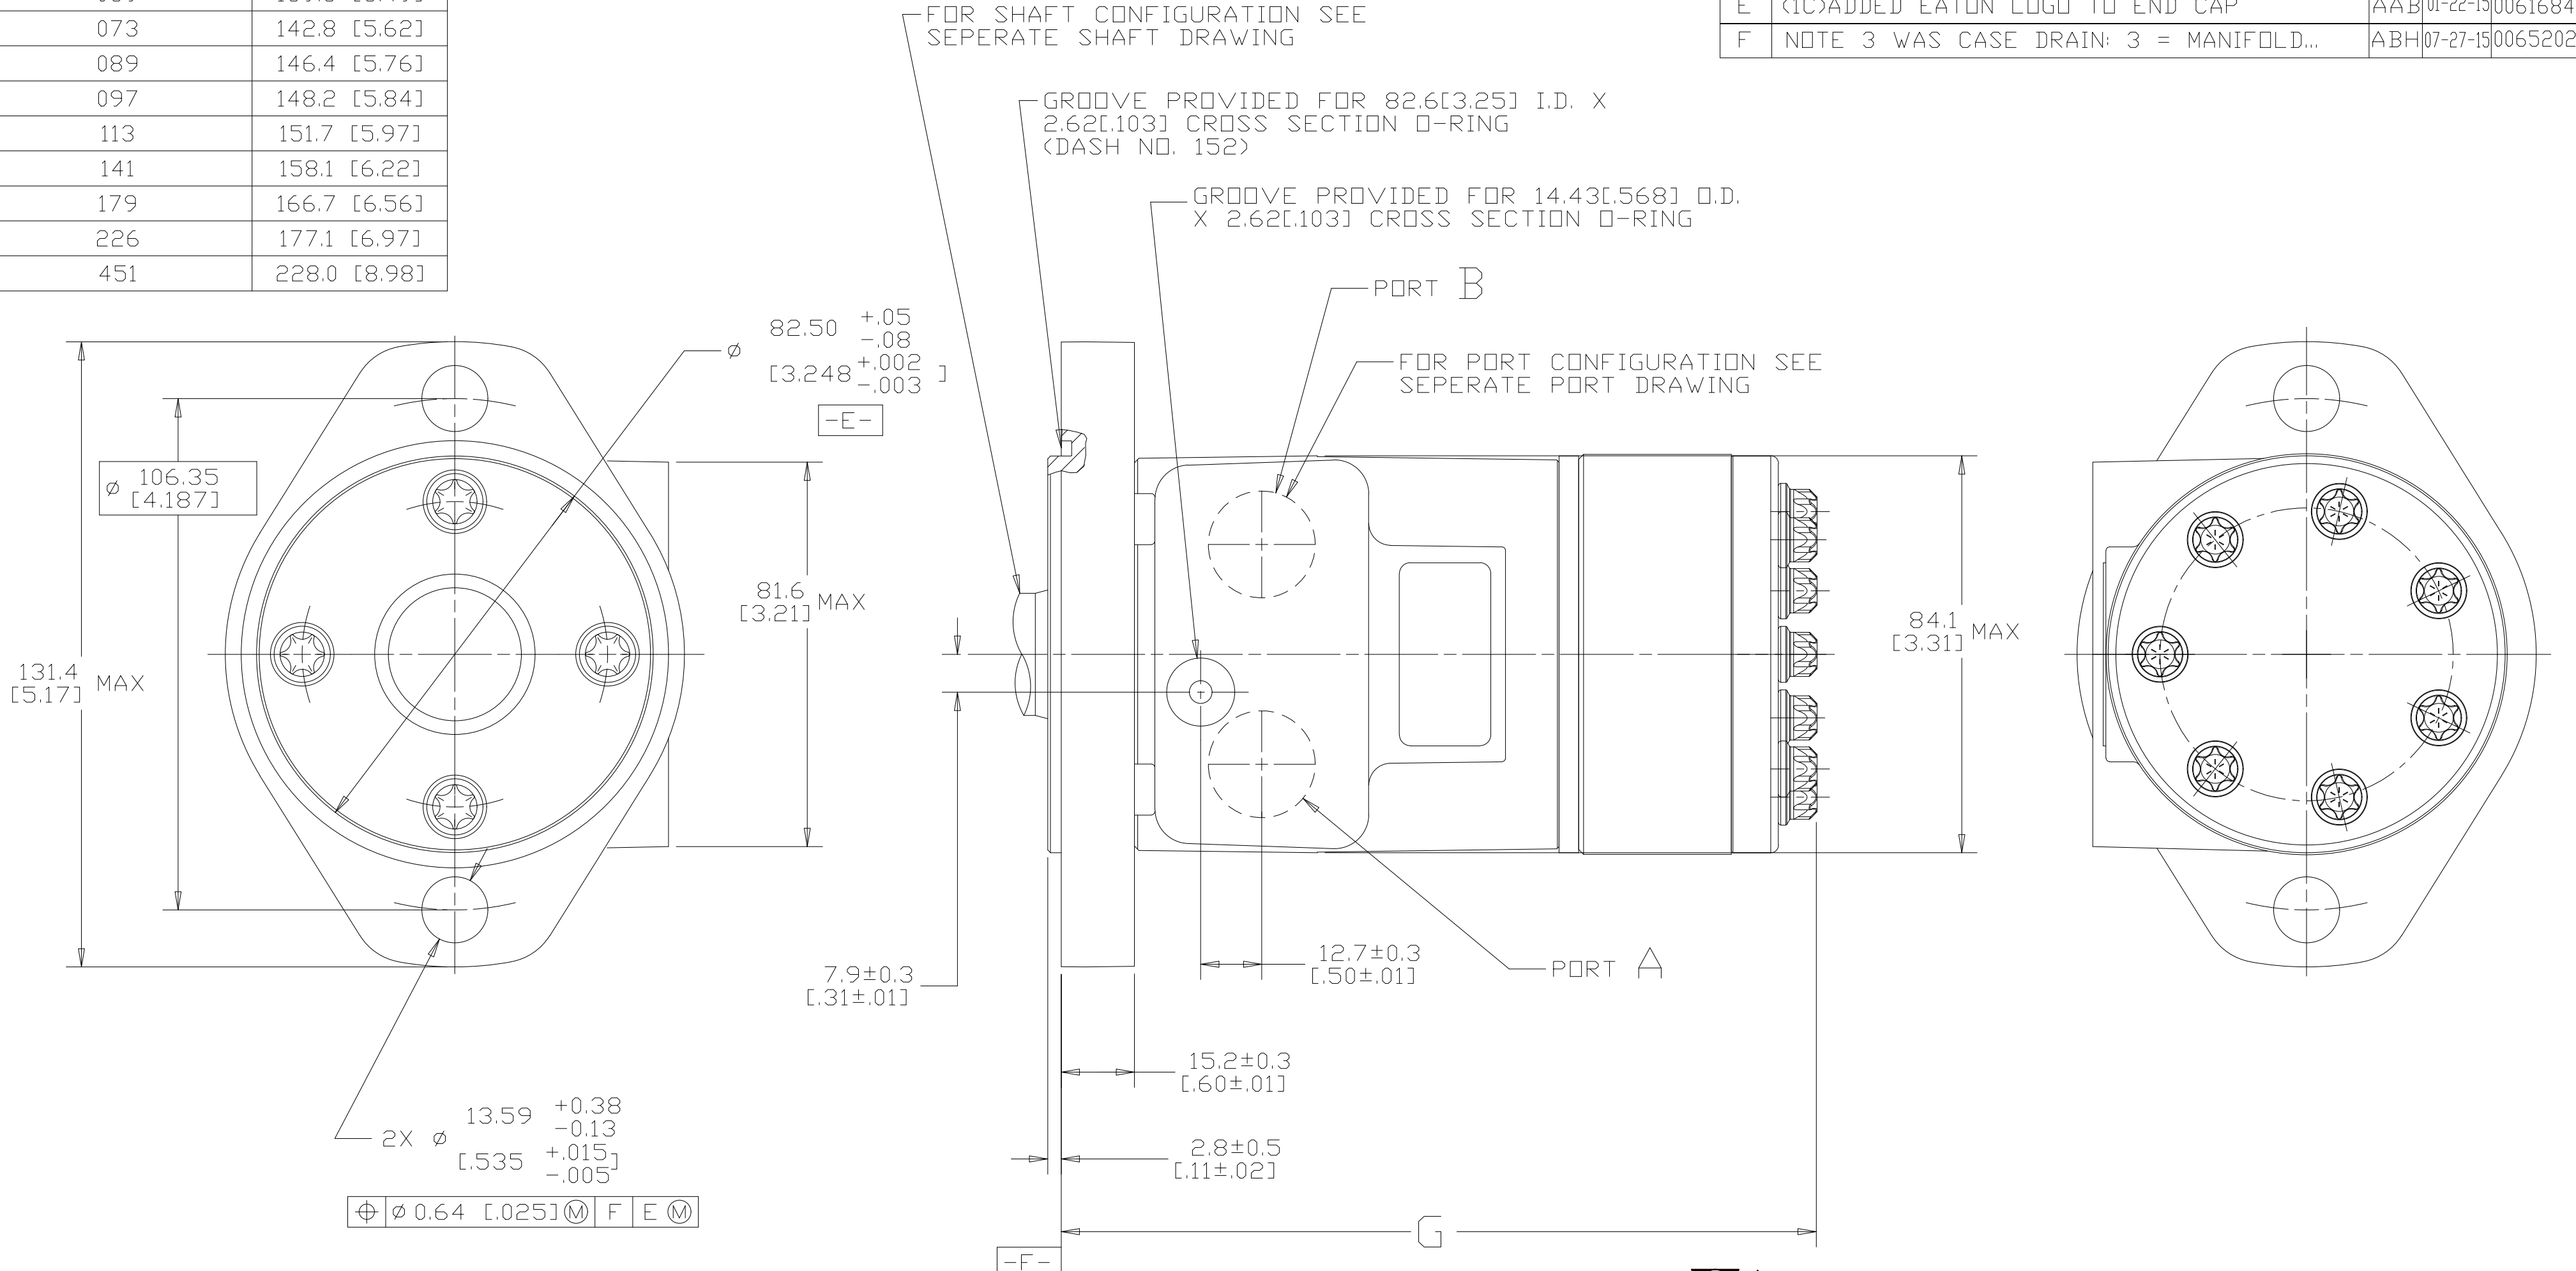 073 142.8 [5.62]
089 146.4 [5.76]
097 148.2 [5.84]
113 151.7 [5.97]
141 158.1 [6.22]
179 166.7 [6.56]
226 177.1 [6.97]
451 228.0 [8.98]
FOR SHAFT CONFIGURATION SEE
SEPERATE SHAFT DRAWING
E (1C)ADDED EATON LOGO TO END CAP AAB 01-22-15 0061684
F NOTE 3 WAS CASE DRAIN: 3 = MANIFOLD... ABH 07-27-15 0065202
GROOVE PROVIDED FOR 82.6[3.25] I.D. X
2.62[.103] CROSS SECTION O-RING
(DASH NO. 152)
GROOVE PROVIDED FOR 14.43[.568] O.D.
X 2.62[.103] CROSS SECTION O-RING
PORT B
FOR PORT CONFIGURATION SEE
SEPERATE PORT DRAWING
⌀ 82.50 +.05 -.08
[3.248 +.002 -.003 ]
-E-
⌀ 106.35
[4.187]
81.6
[3.21] MAX
131.4
[5.17] MAX
84.1
[3.31] MAX
7.9±0.3
[.31±.01]
12.7±0.3
[.50±.01]
PORT A
15.2±0.3
[.60±.01]
2.8±0.5
[.11±.02]
2X ⌀ 13.59 +0.38 -0.13
[.535 +.015 -.005]
⌖ ⌀ 0.64 [.025] Ⓜ F E Ⓜ
G
-F-